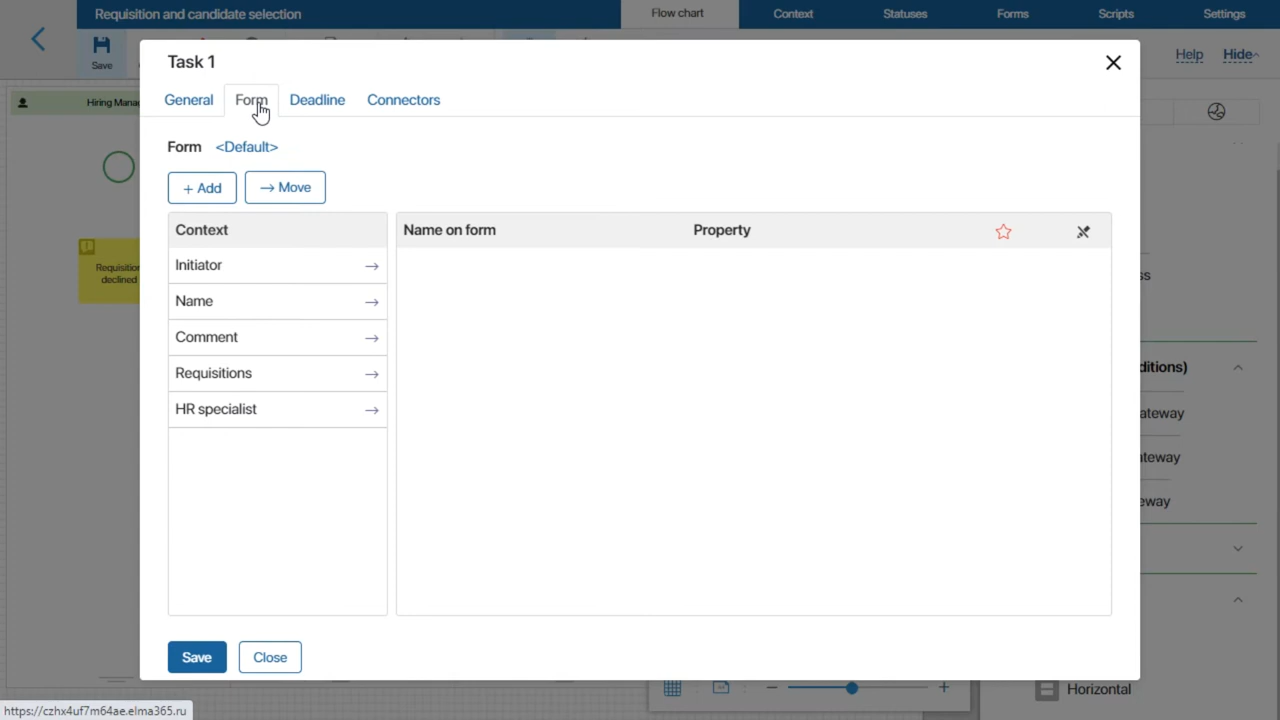 Requisition and candidate selection
Flow chart
Context
Statuses
Forms
Scripts
Settings
Save
Help
Hide
Task 1
General
Form
Deadline
Connectors
Hiring Mana
Form <Default>
+ Add
→ Move
Context
Name on form
Property
Initiator
Name
Comment
Requisitions
HR specialist
Requisition
declined
ss
ditions)
ateway
ateway
eway
Save
Close
Horizontal
https://czhx4uf7m64ae.elma365.ru